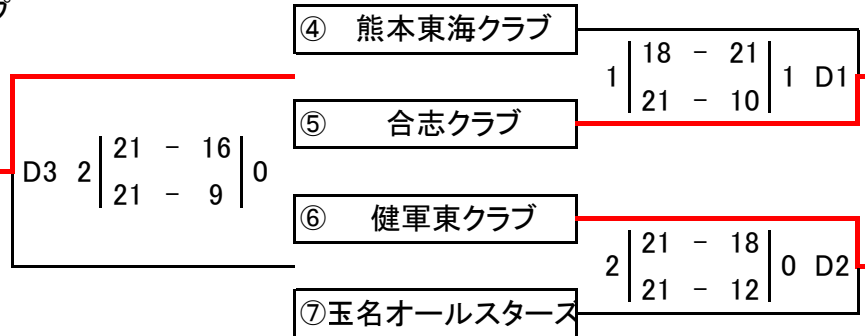 プ
④ 熊本東海クラブ
1 18 - 21 1 D1
21 - 10
⑤ 合志クラブ
D3 2 21 - 16 0
21 - 9
⑥ 健軍東クラブ
2 21 - 18 0 D2
21 - 12
⑦玉名オールスターズ